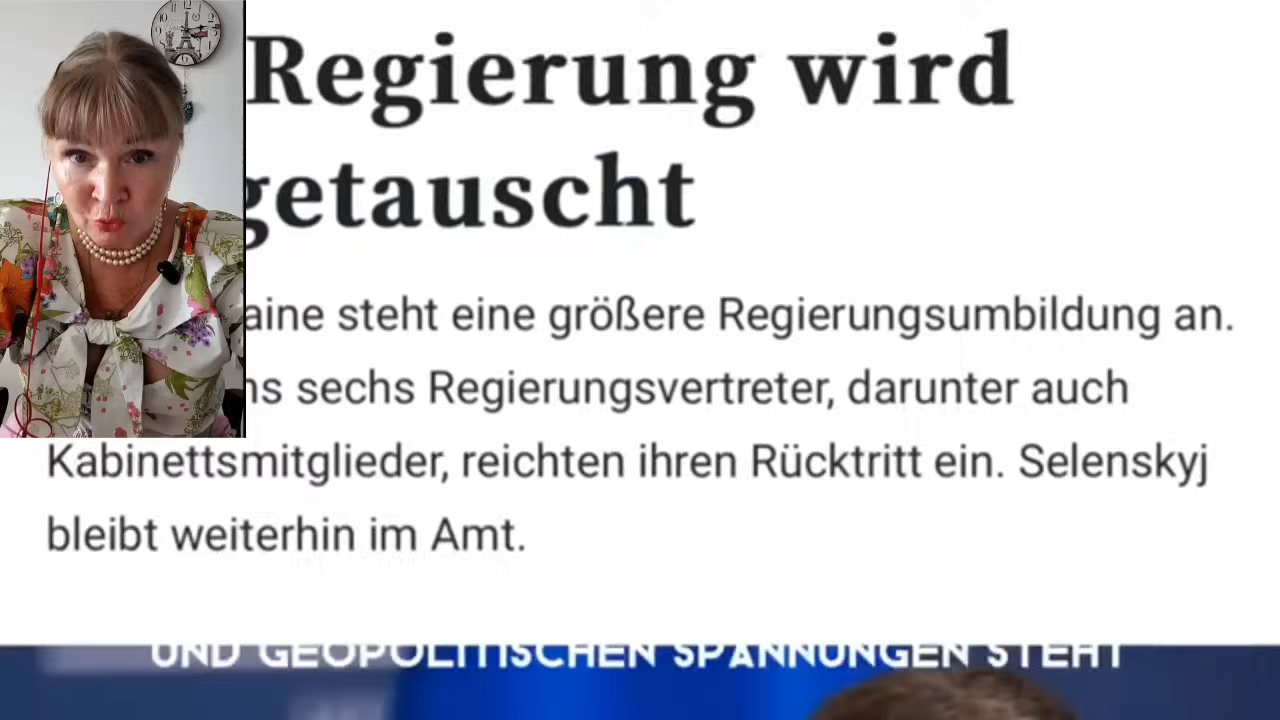 Regierung wird
getauscht
aine steht eine größere Regierungsumbildung an.
ns sechs Regierungsvertreter, darunter auch
Kabinettsmitglieder, reichten ihren Rücktritt ein. Selenskyj
bleibt weiterhin im Amt.
UND GEOPOLITISCHEN SPANNUNGEN STEHT